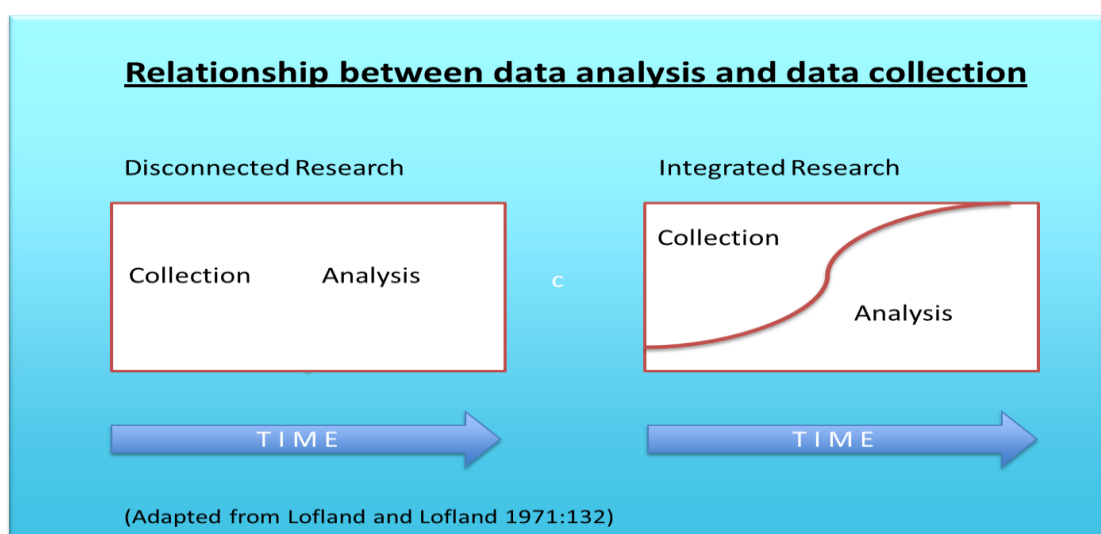 Relationship between data analysis and data collection
Disconnected Research
Integrated Research
Collection
Analysis
c
Collection
Analysis
TIME
TIME
(Adapted from Lofland and Lofland 1971:132)